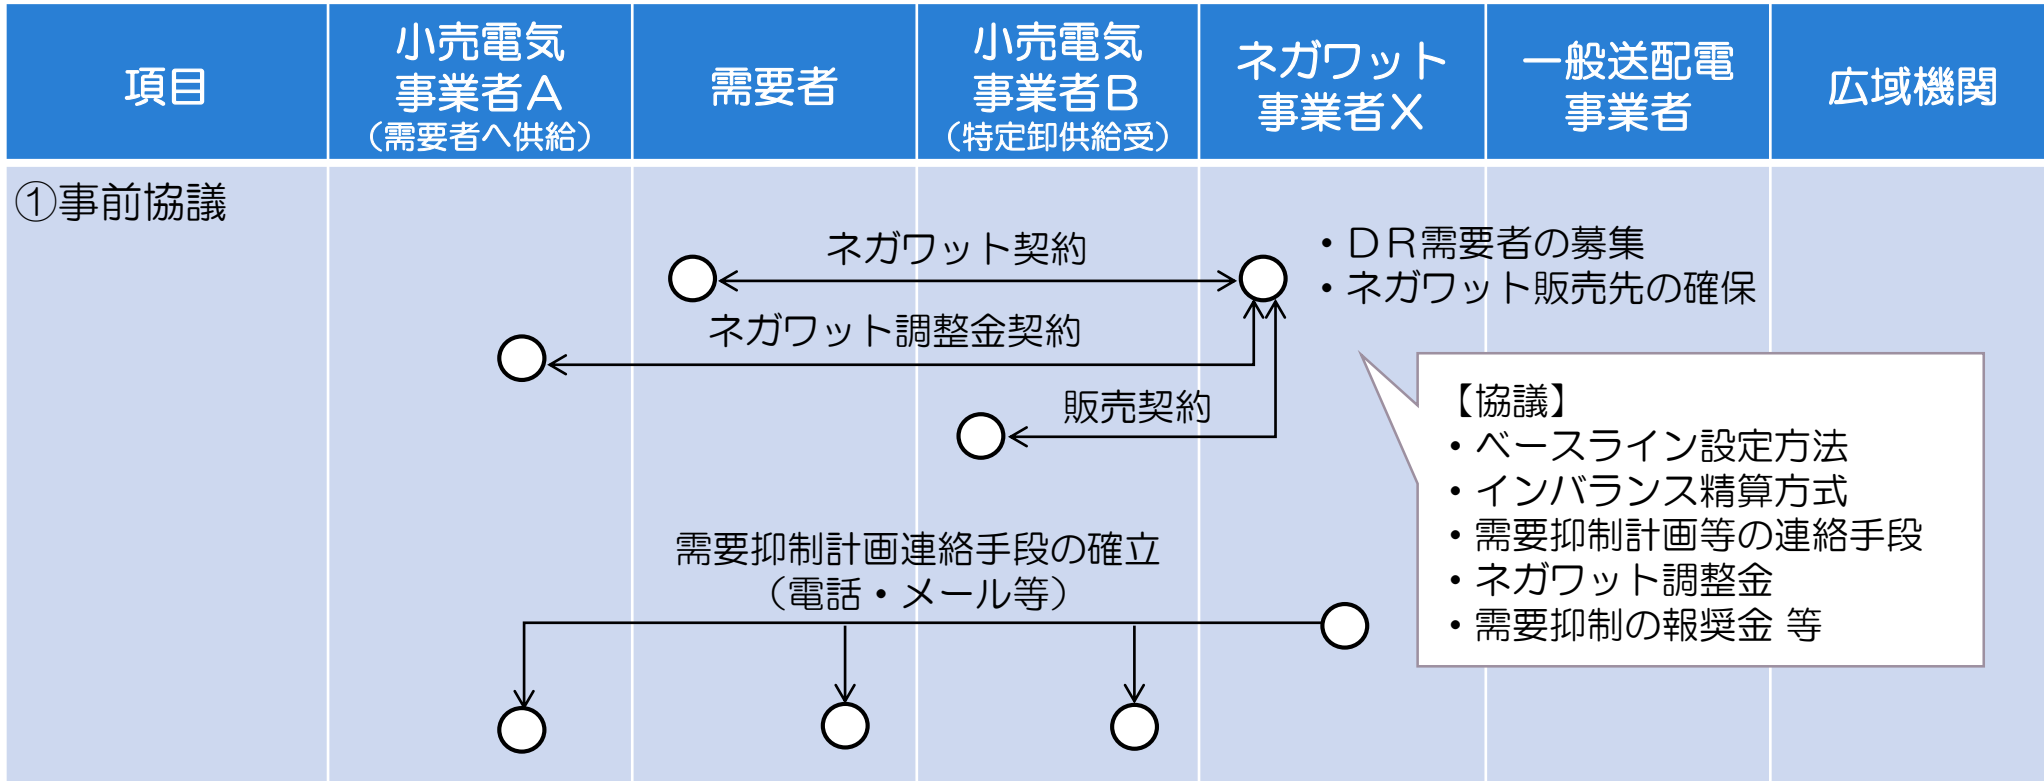 項目
小売電気
事業者A
（需要者へ供給）
需要者
小売電気
事業者B
（特定卸供給受）
ネガワット
事業者X
一般送配電
事業者
広域機関
①事前協議
ネガワット契約
・DR需要者の募集
・ネガワット販売先の確保
ネガワット調整金契約
販売契約
【協議】
・ベースライン設定方法
・インバランス精算方式
・需要抑制計画等の連絡手段
・ネガワット調整金
・需要抑制の報奨金 等
需要抑制計画連絡手段の確立
（電話・メール等）